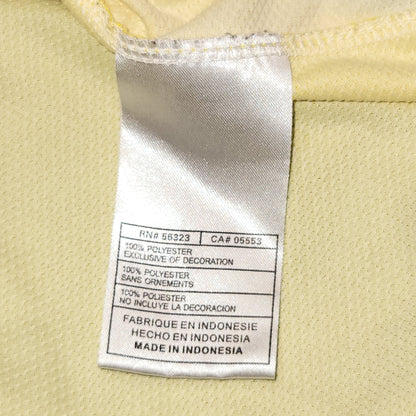 RN# 56323 CA# 05553
100% POLYESTER
EXCLUSIVE OF DECORATION
100% POLYESTER
SANS ORNEMENTS
100% POLIESTER
NO INCLUYE LA DECORACION
FABRIQUE EN INDONESIE
HECHO EN INDONESIA
MADE IN INDONESIA